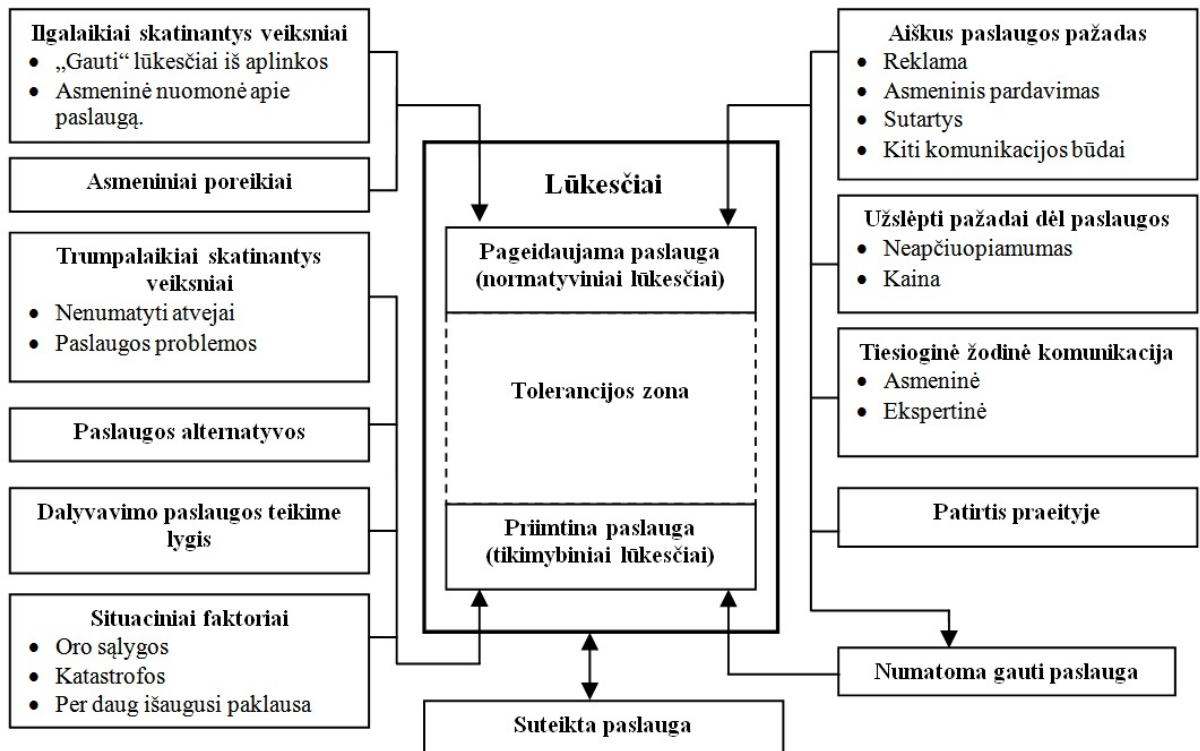 Ilgalaikiai skatinantys veiksniai
• „Gauti“ lūkesčiai iš aplinkos
• Asmeninė nuomonė apie
paslaugą.
Asmeniniai poreikiai
Trumpalaikiai skatinantys
veiksniai
• Nenumatyti atvejai
• Paslaugos problemos
Paslaugos alternatyvos
Dalyvavimo paslaugos teikime
lygis
Situaciniai faktoriai
• Oro sąlygos
• Katastrofos
• Per daug išaugusi paklausa
Lūkesčiai
Pageidaujama paslauga
(normatyviniai lūkesčiai)
Tolerancijos zona
Priimtina paslauga
(tikimybiniai lūkesčiai)
Suteikta paslauga
Aiškus paslaugos pažadas
• Reklama
• Asmeninis pardavimas
• Sutartys
• Kiti komunikacijos būdai
Užslėpti pažadai dėl paslaugos
• Neapčiuopiamumas
• Kaina
Tiesioginė žodinė komunikacija
• Asmeninė
• Ekspertinė
Patirtis praeityje
Numatoma gauti paslauga